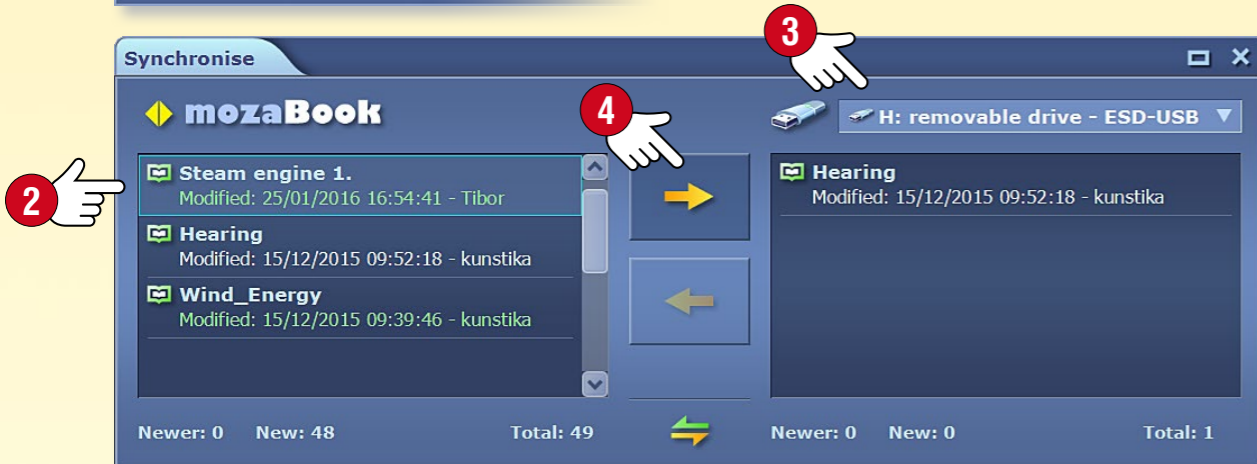 3
Synchronise
mozaBook
4
H: removable drive - ESD-USB
2
Steam engine 1.
Modified: 25/01/2016 16:54:41 - Tibor
Hearing
Modified: 15/12/2015 09:52:18 - kunstika
Wind_Energy
Modified: 15/12/2015 09:39:46 - kunstika
Hearing
Modified: 15/12/2015 09:52:18 - kunstika
Newer: 0 New: 48 Total: 49
Newer: 0 New: 0 Total: 1